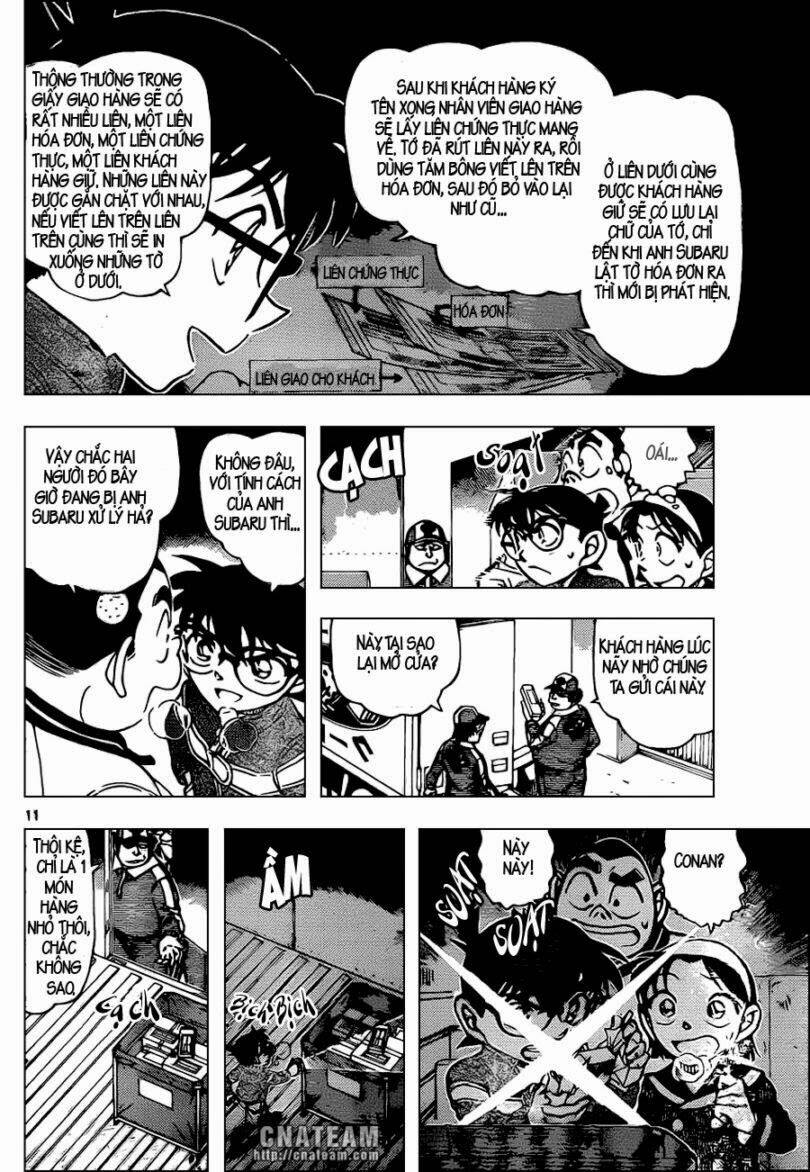 THÔNG THƯỜNG TRONG
GIẤY GIAO HÀNG SẼ CÓ
RẤT NHIỀU LIÊN, MỘT LIÊN
HÓA ĐƠN, MỘT LIÊN CHỨNG
THỰC, MỘT LIÊN KHÁCH
HÀNG GIỮ. NHỮNG LIÊN NÀY
ĐƯỢC GẮN CHẶT VỚI NHAU,
NẾU VIẾT LÊN TRÊN LIÊN
TRÊN CÙNG THÌ SẼ IN
XUỐNG NHỮNG TỜ
Ở DƯỚI.
SAU KHI KHÁCH HÀNG KÝ
TÊN XONG, NHÂN VIÊN GIAO HÀNG
SẼ LẤY LIÊN CHỨNG THỰC MANG
VỀ, TỚ ĐÃ RÚT LIÊN NÀY RA, RỒI
DÙNG TĂM BÔNG VIẾT LÊN TRÊN
HÓA ĐƠN, SAU ĐÓ BỎ VÀO LẠI
NHƯ CŨ...
Ở LIÊN DƯỚI CÙNG
ĐƯỢC KHÁCH HÀNG
GIỮ SẼ CÓ LƯU LẠI
CHỮ CỦA TỚ, CHỈ
ĐẾN KHI ANH SUBARU
LẬT TỜ HÓA ĐƠN RA
THÌ MỚI BỊ PHÁT HIỆN.
LIÊN CHỨNG THỰC
HÓA ĐƠN
LIÊN GIAO CHO KHÁCH
VẬY CHẮC HAI
NGƯỜI ĐÓ BÂY
GIỜ ĐANG BỊ ANH
SUBARU XỬ LÝ HẢ?
KHÔNG ĐÂU,
VỚI TÍNH CÁCH
CỦA ANH
SUBARU THÌ...
CẠCH
SOẠT
OÁI...
NÀY, TẠI SAO
LẠI MỞ CỬA?
KHÁCH HÀNG LÚC
NÃY NHỜ CHÚNG
TA GỬI CÁI NÀY.
11
THÔI KỆ,
CHỈ LÀ 1
MÓN
HÀNG
NHỎ THÔI,
CHẮC
KHÔNG
SAO.
CẠCH
ẦM
BỊCH BỊCH
NÀY
NÀY!
CONAN?
SOẠT
SOẠT
CNATEAM
http://cnateam.com